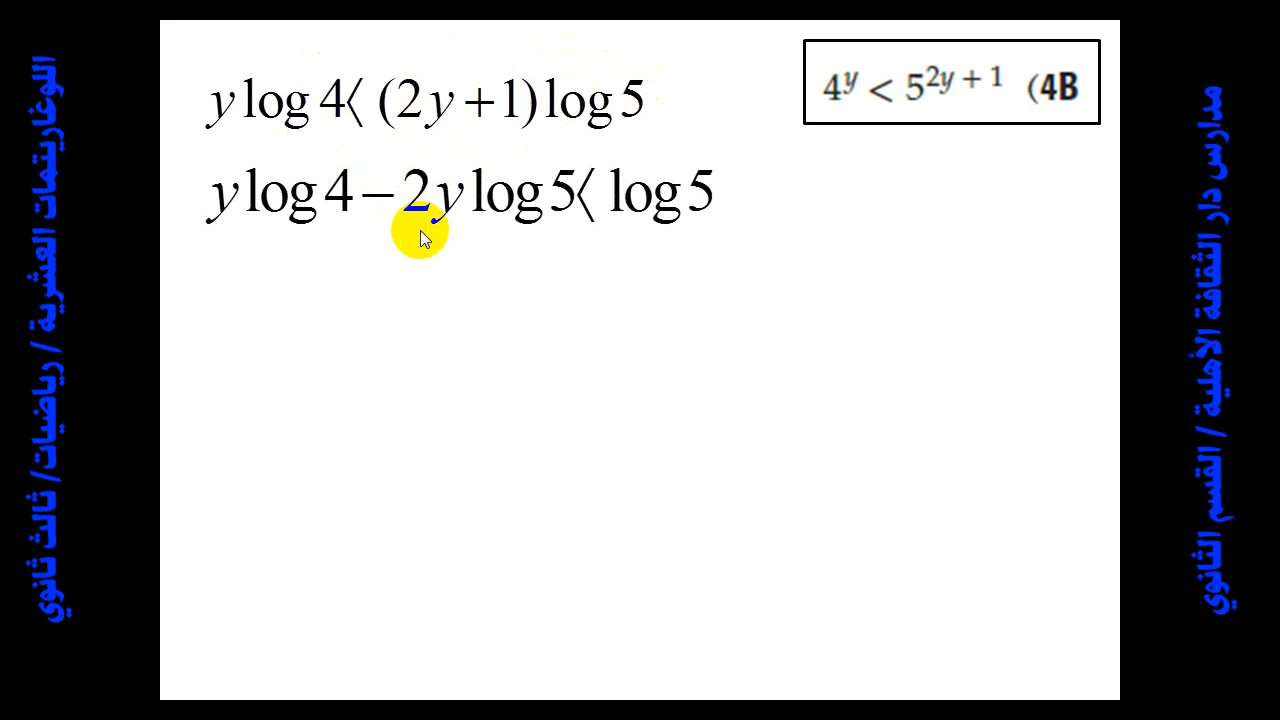 4^y < 5^{2y + 1} (4B
y log 4 〈 (2y + 1) log 5
y log 4 − 2y log 5 〈 log 5
اللوغاريتمات العشرية / رياضيات/ ثالث ثانوي
مدارس دار الثقافة الأهلية / القسم الثانوي